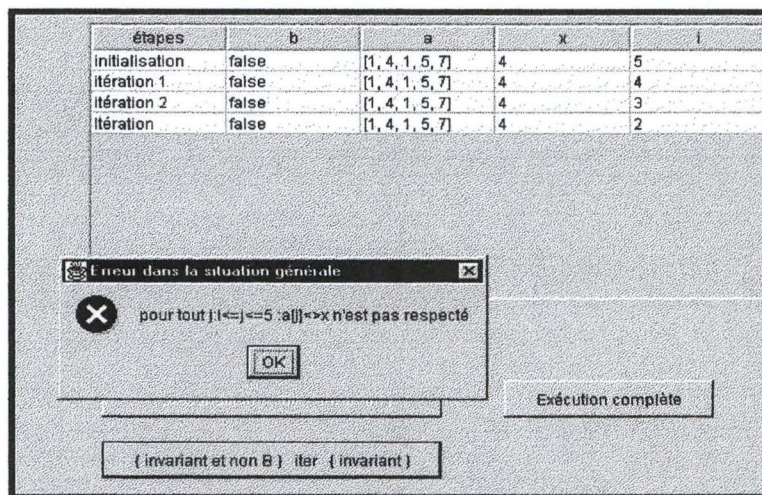 étapes b a x i
initialisation false [1, 4, 1, 5, 7] 4 5
itération 1 false [1, 4, 1, 5, 7] 4 4
itération 2 false [1, 4, 1, 5, 7] 4 3
Itération false [1, 4, 1, 5, 7] 4 2
Erreur dans la situation générale
pour tout j:i<=j<=5 :a[j]<>x n'est pas respecté
OK
Exécution complète
{ invariant et non B } iter { invariant }